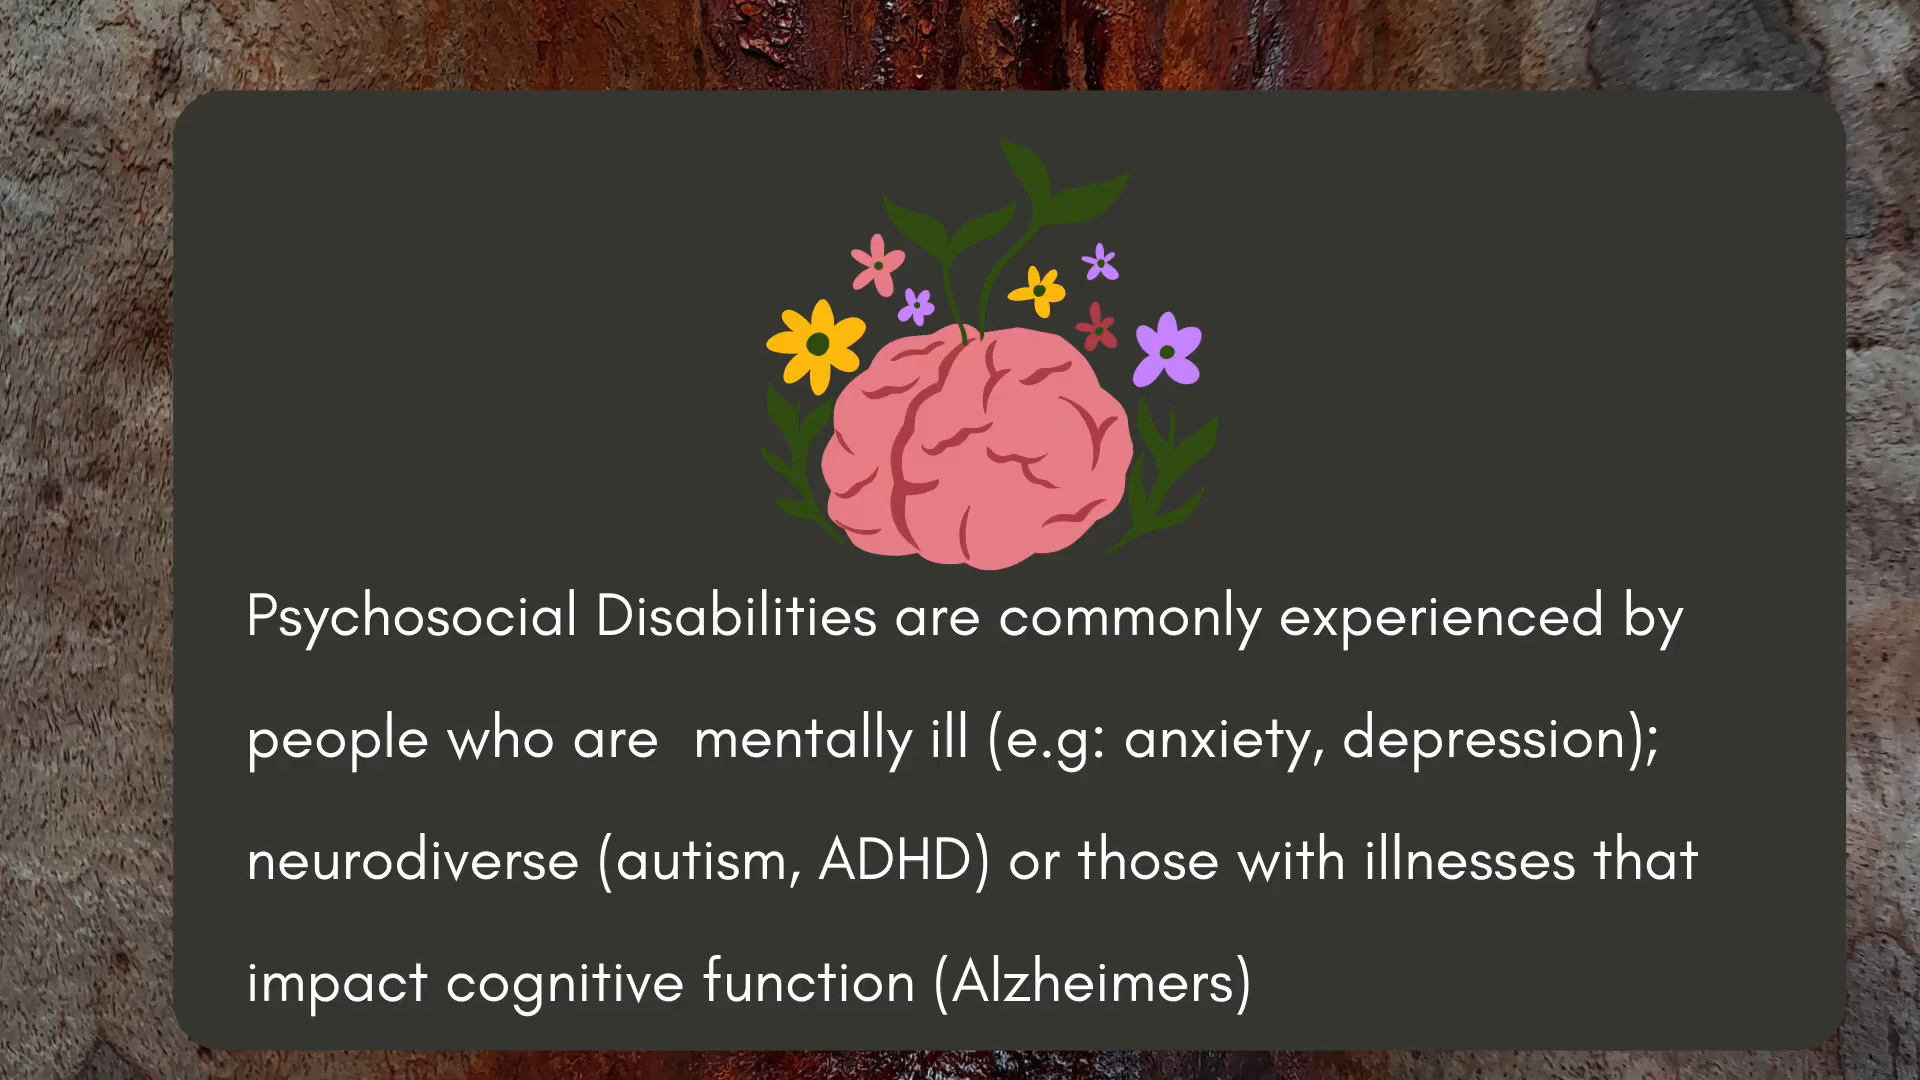 Psychosocial Disabilities are commonly experienced by
people who are  mentally ill (e.g: anxiety, depression);
neurodiverse (autism, ADHD) or those with illnesses that
impact cognitive function (Alzheimers)